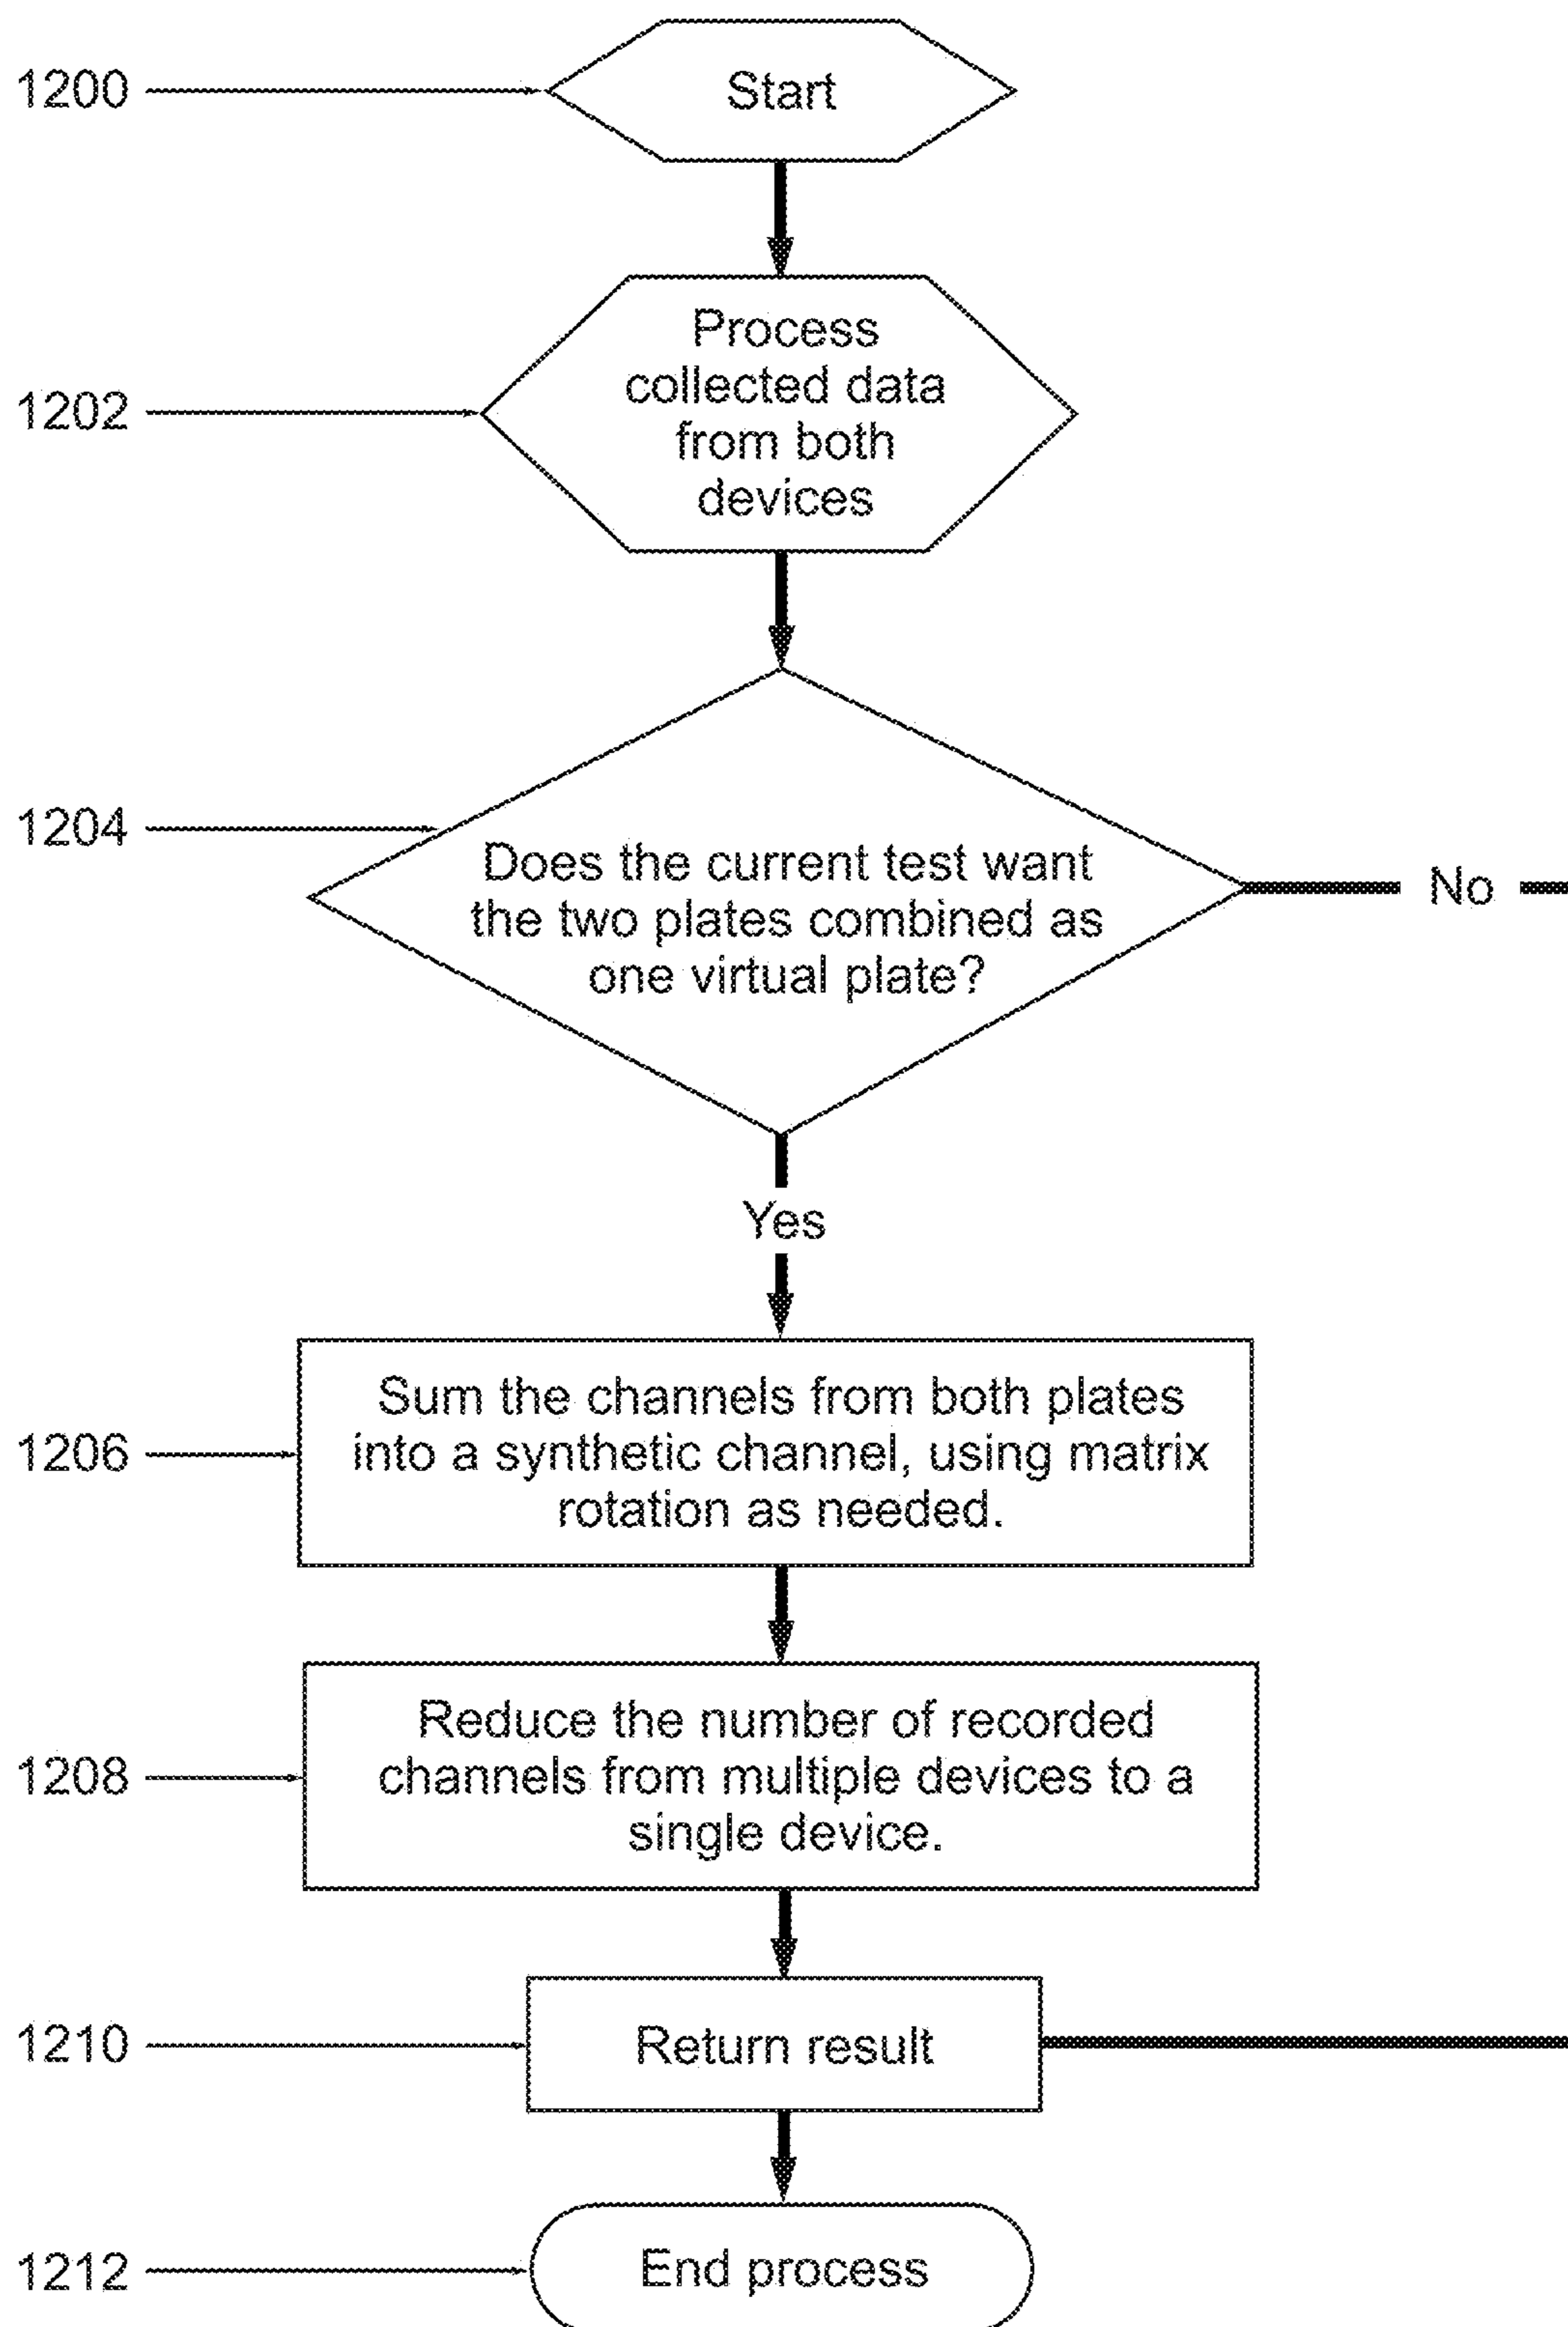 1200
Start
1202
Process
collected data
from both
devices
1204
Does the current test want
the two plates combined as
one virtual plate?
No
Yes
1206
Sum the channels from both plates
into a synthetic channel, using matrix
rotation as needed.
1208
Reduce the number of recorded
channels from multiple devices to a
single device.
1210
Return result
1212
End process